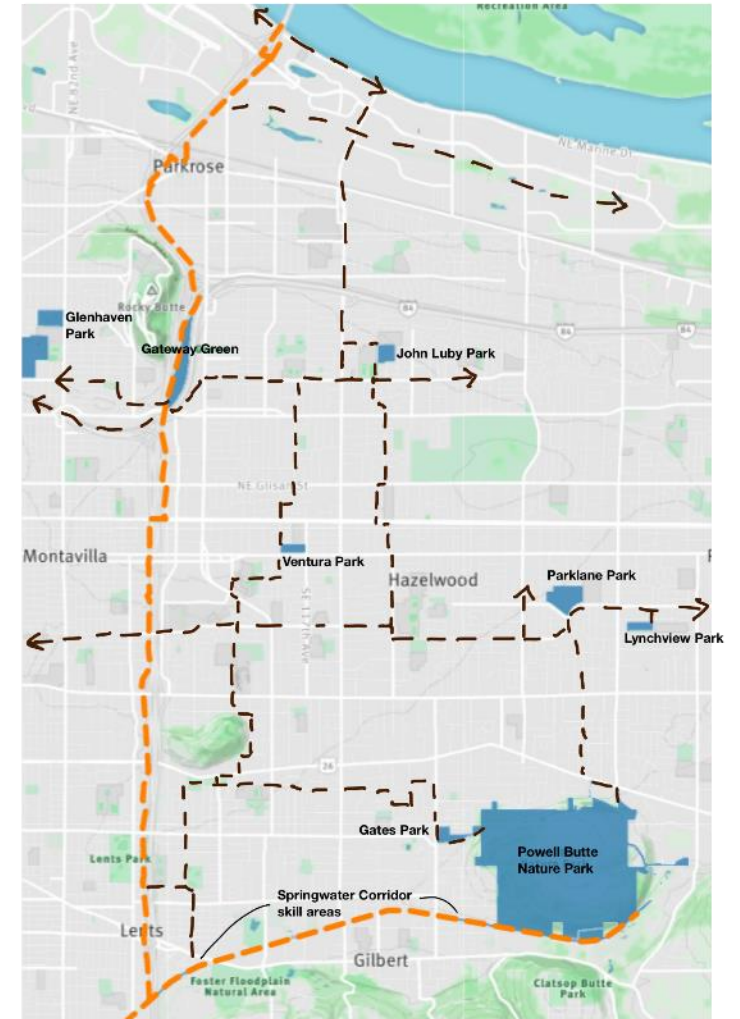 Recreation Area
NE 82nd Ave
NE Marine Dr
Parkrose
Rocky Butte
84
84
84
Glenhaven
Park
Gateway Green
John Luby Park
NE Glisan St
Montavilla
Ventura Park
Hazelwood
Parklane Park
SE 117th Ave
Lynchview Park
26
Gates Park
Powell Butte
Nature Park
Lents Park
Springwater Corridor
skill areas
Lents
Gilbert
Foster Floodplain
Natural Area
Clatsop Butte
Park